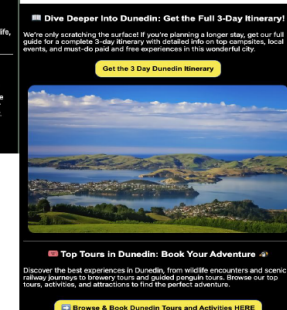 life,
📖 Dive Deeper Into Dunedin: Get the Full 3-Day Itinerary!
We're only scratching the surface! If you're planning a longer stay, get our full
guide for a complete 3-day itinerary with detailed info on top campsites, local
events, and must-do paid and free experiences in this wonderful city.
Get the 3 Day Dunedin Itinerary
Top Tours in Dunedin: Book Your Adventure
Discover the best experiences in Dunedin, from wildlife encounters and scenic
railway journeys to brewery tours and guided penguin tours. Browse our top
tours, activities, and attractions to find the perfect adventure.
➡️ Browse & Book Dunedin Tours and Activities HERE